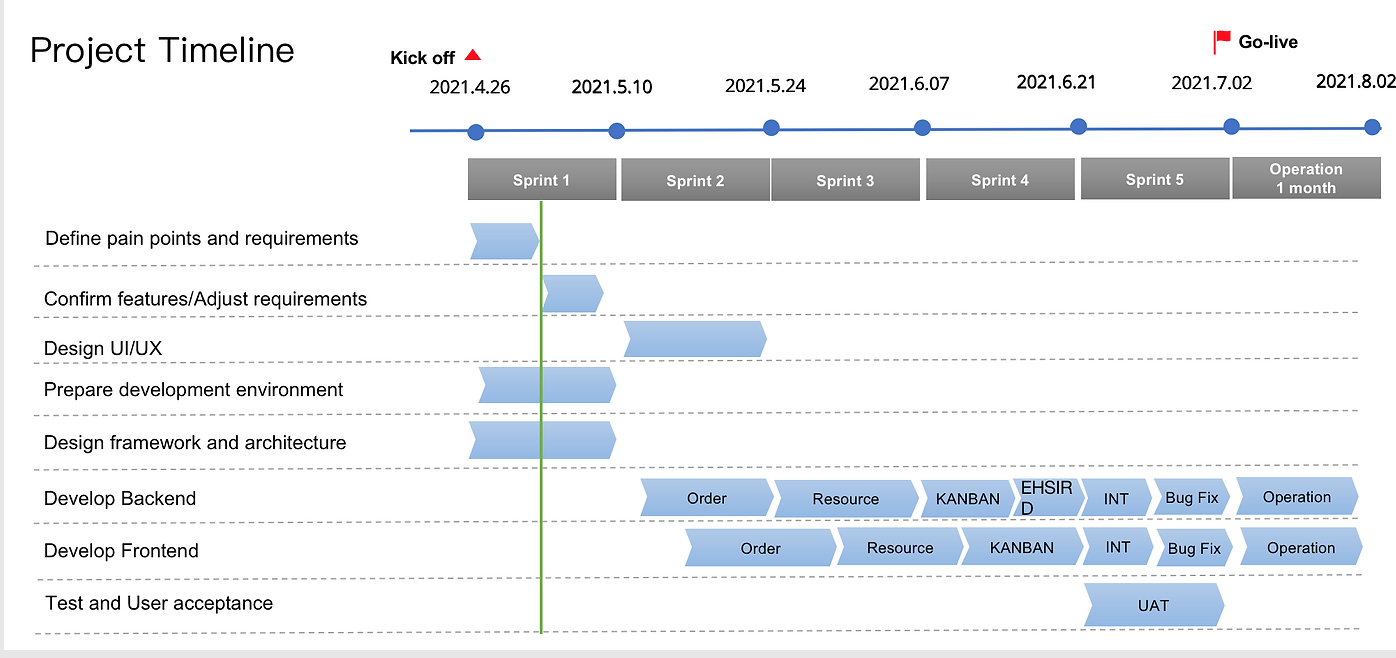 Project Timeline
Kick off
Go-live
2021.4.26
2021.5.10
2021.5.24
2021.6.07
2021.6.21
2021.7.02
2021.8.02
Sprint 1
Sprint 2
Sprint 3
Sprint 4
Sprint 5
Operation
1 month
Define pain points and requirements
Confirm features/Adjust requirements
Design UI/UX
Prepare development environment
Design framework and architecture
Develop Backend
Order
Resource
KANBAN
EHSIR
D
INT
Bug Fix
Operation
Develop Frontend
Order
Resource
KANBAN
INT
Bug Fix
Operation
Test and User acceptance
UAT